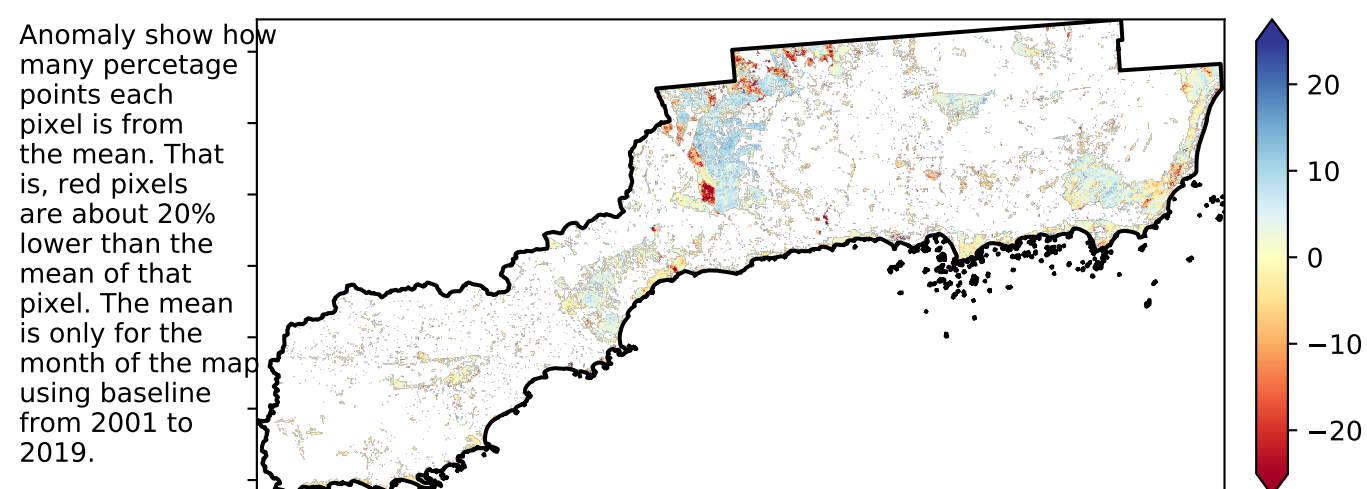 Anomaly show how
many percetage
points each
pixel is from
the mean. That
is, red pixels
are about 20%
lower than the
mean of that
pixel. The mean
is only for the
month of the map
using baseline
from 2001 to
2019.
20
10
0
−10
−20